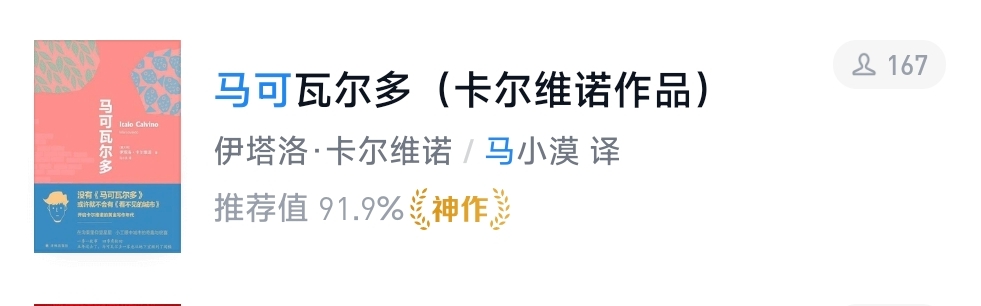 马可瓦尔多（卡尔维诺作品）
167
伊塔洛·卡尔维诺 / 马小漠 译
推荐值 91.9% 神作
马可瓦尔多
Italo Calvino
没有《马可瓦尔多》
或许就不会有《看不见的城市》